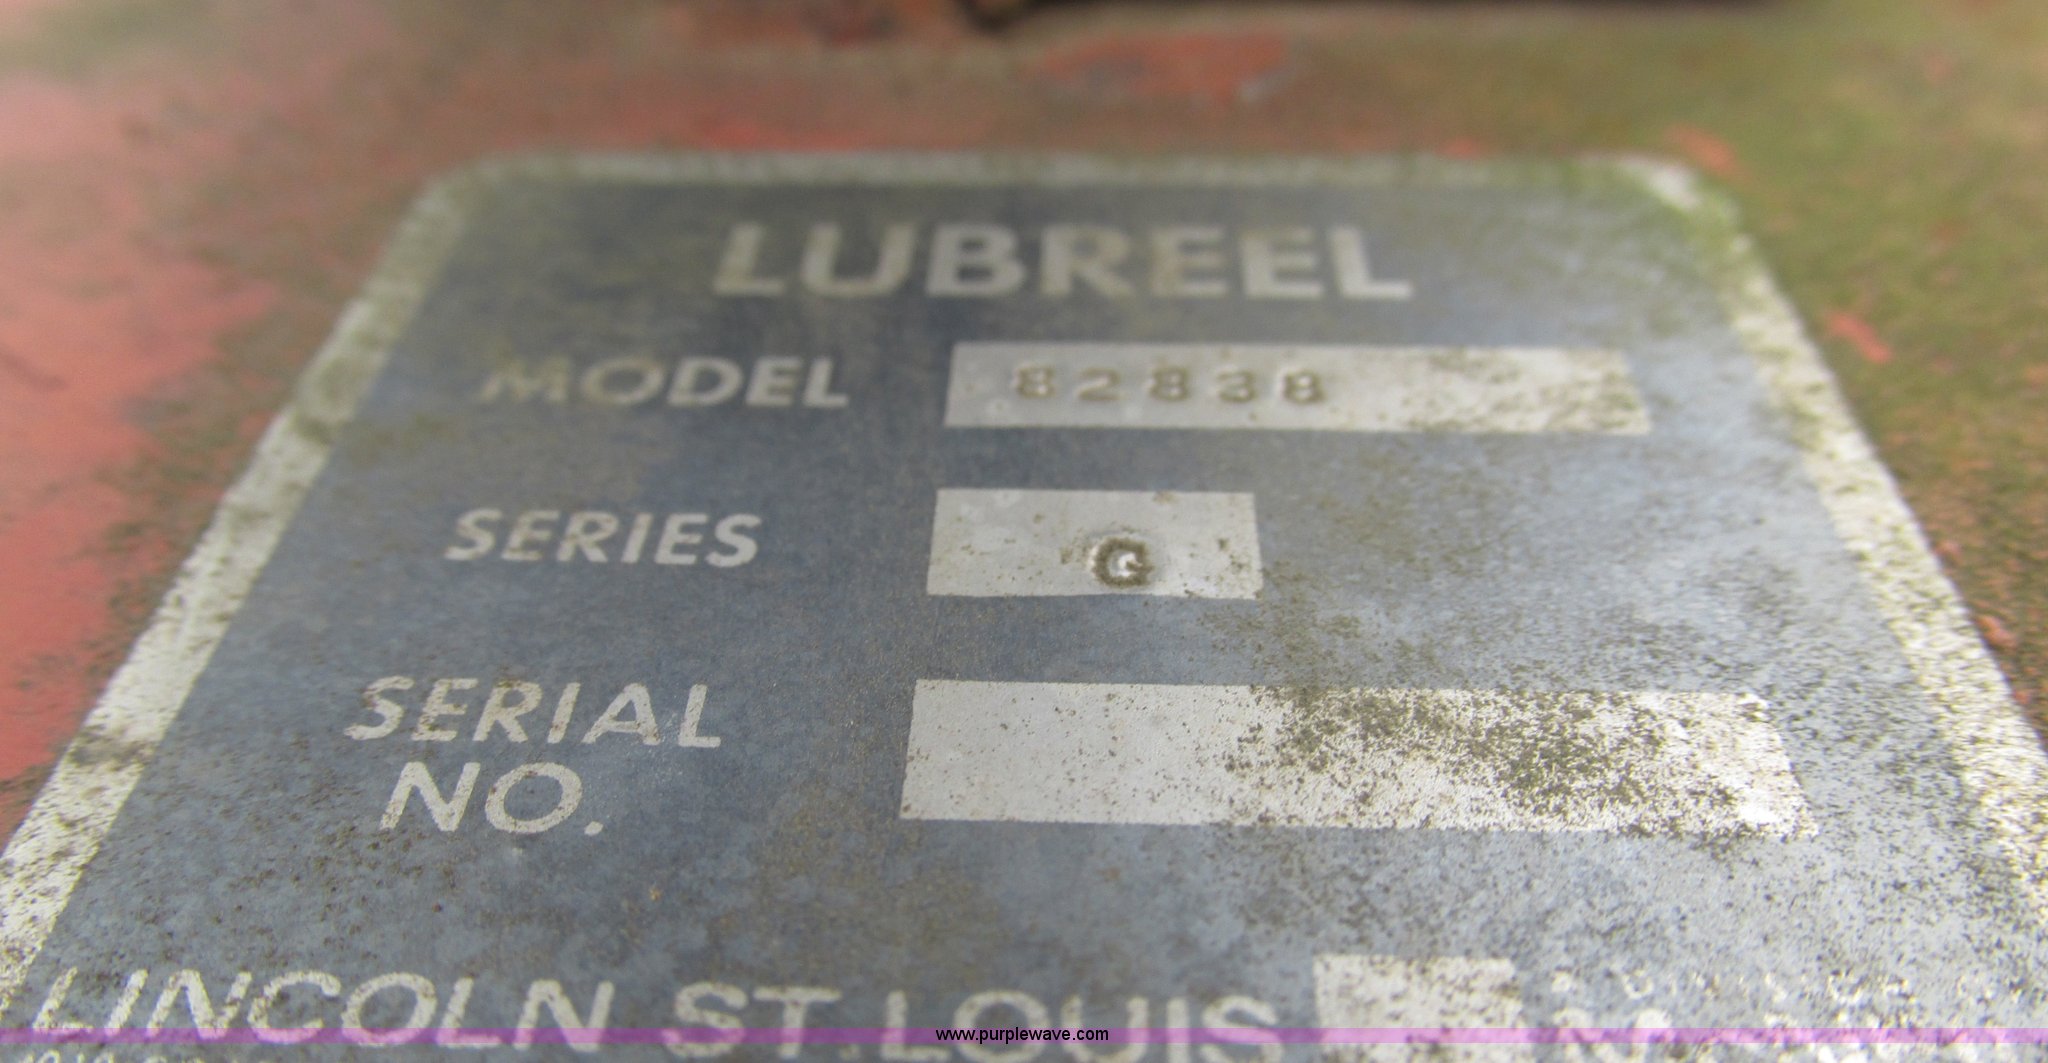 LUBREEL
MODEL 82838
SERIES G
SERIAL
NO.
LINCOLN ST. LOUIS
www.purplewave.com